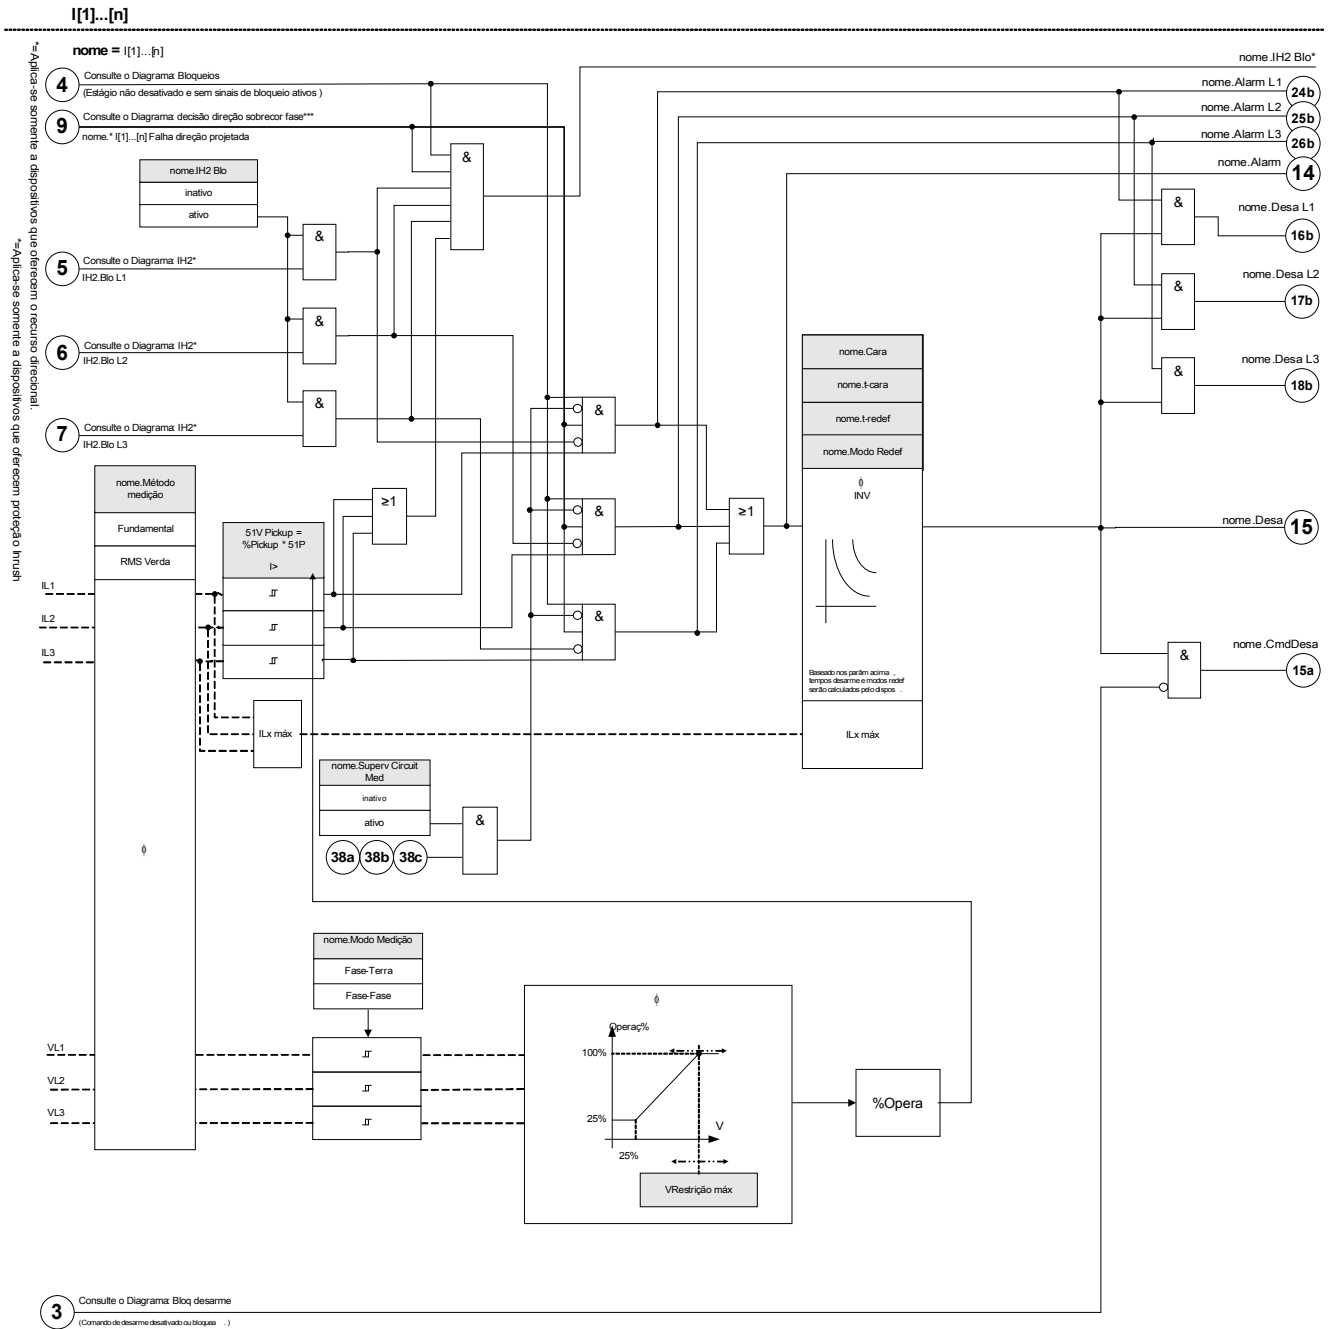 I[1]...[n]
nome = I[1]...[n]
*=Aplica-se somente a dispositivos que oferecem o recurso direcional.
*=Aplica-se somente a dispositivos que oferecem proteção Inrush
4
Consulte o Diagrama: Bloqueios
(Estágio não desativado e sem sinais de bloqueio ativos )
9
Consulte o Diagrama: decisão direção sobrecor fase***
nome.* I[1]...[n] Falha direção projetada
nome.IH2 Blo
inativo
ativo
5
Consulte o Diagrama: IH2*
IH2.Blo L1
6
Consulte o Diagrama: IH2*
IH2.Blo L2
7
Consulte o Diagrama: IH2*
IH2.Blo L3
&
&
&
&
≥1
&
&
&
≥1
nome.IH2 Blo*
nome.Alarm L1
24b
nome.Alarm L2
25b
nome.Alarm L3
26b
nome.Alarm
14
&
nome.Desa L1
16b
&
nome.Desa L2
17b
&
nome.Desa L3
18b
nome.Cara
nome.t-cara
nome.t-redef
nome.Modo Redef
ϕ
INV
Baseado nos parâm acima ,
tempos desarme e modos redef
serão calculados pelo dispos .
ILx máx
nome.Desa
15
&
nome.CmdDesa
15a
nome.Método
medição
Fundamental
RMS Verda
ϕ
51V Pickup =
%Pickup * 51P
I>
IL1
IL2
IL3
ILx máx
nome.Superv Circuit
Med
inativo
ativo
&
38a
38b
38c
nome.Modo Medição
Fase-Terra
Fase-Fase
VL1
VL2
VL3
ϕ
Operaç%
100%
25%
V
25%
VRestrição máx
%Opera
3
Consulte o Diagrama: Bloq desarme
(Comando de desarme desativado ou bloquea . )